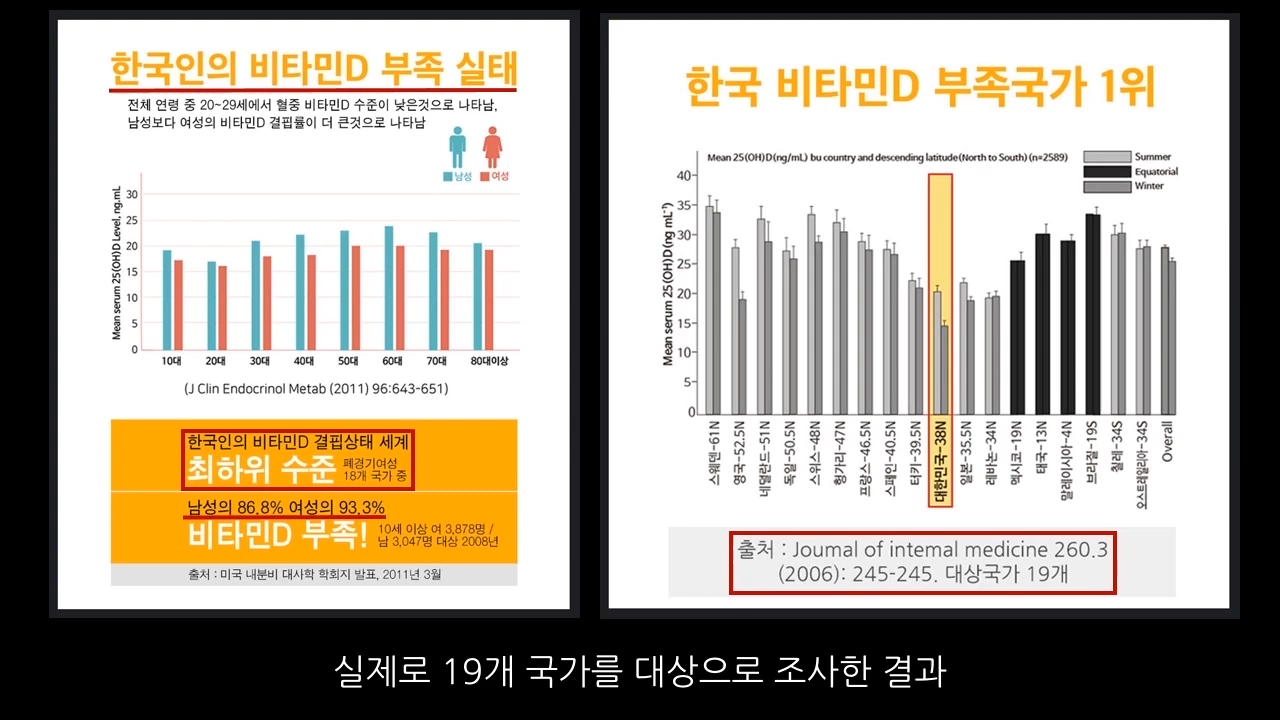 한국인의 비타민D 부족 실태
전체 연령 중 20~29세에서 혈중 비타민D 수준이 낮은것으로 나타남,
남성보다 여성의 비타민D 결핍률이 더 큰것으로 나타남
남성 여성
Mean serum 25(OH)D Level, ng.mL
30
25
20
15
10
5
0
10대 20대 30대 40대 50대 60대 70대 80대이상
(J Clin Endocrinol Metab (2011) 96:643-651)
한국인의 비타민D 결핍상태 세계
최하위 수준 폐경기여성
18개 국가 중
남성의 86.8% 여성의 93.3%
비타민D 부족! 10세 이상 여 3,878명 /
남 3,047명 대상 2008년
출처 : 미국 내분비 대사학 학회지 발표, 2011년 3월
한국 비타민D 부족국가 1위
Mean 25(OH)D(ng/mL) bu country and descending latitude(North to South) (n=2589)
Summer
Equatorial
Winter
Mean serum 25(OH)D(ng mL⁻¹)
40
35
30
25
20
15
10
5
0
스웨덴-61N
영국-52.5N
네덜란드-51N
독일-50.5N
스위스-48N
헝가리-47N
프랑스-46.5N
스페인-40.5N
터키-39.5N
대한민국-38N
일본-35.5N
레바논-34N
멕시코-19N
태국-13N
말레이시아-4N
브라질-19S
칠레-34S
오스트레일리아-34S
Overall
출처 : Joumal of intemal medicine 260.3
(2006): 245-245. 대상국가 19개
실제로 19개 국가를 대상으로 조사한 결과